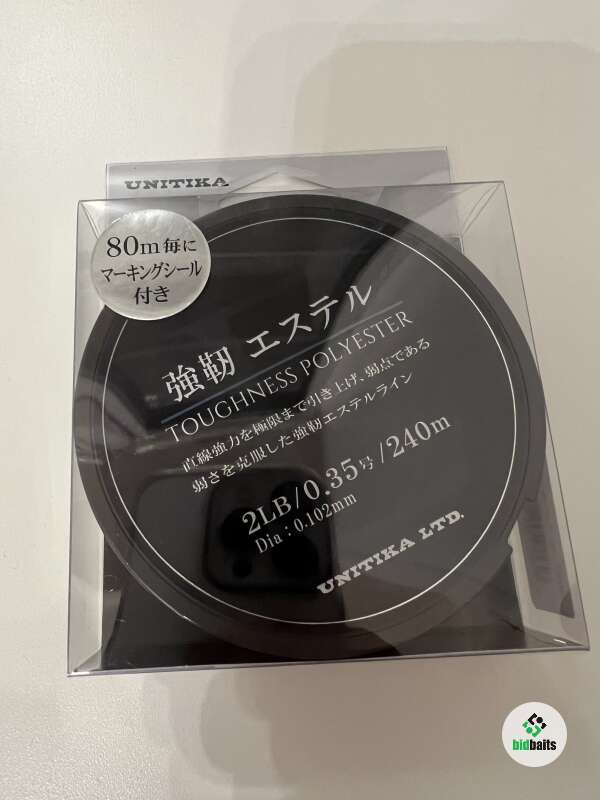 UNITIKA
80m毎に
マーキングシール
付き
強靭 エステル
TOUGHNESS POLYESTER
直線強力を極限まで引き上げ、弱点である
弱さを克服した強靭エステルライン
2LB/0.35号/240m
Dia:0.102mm
UNITIKA LTD.
bidbaits